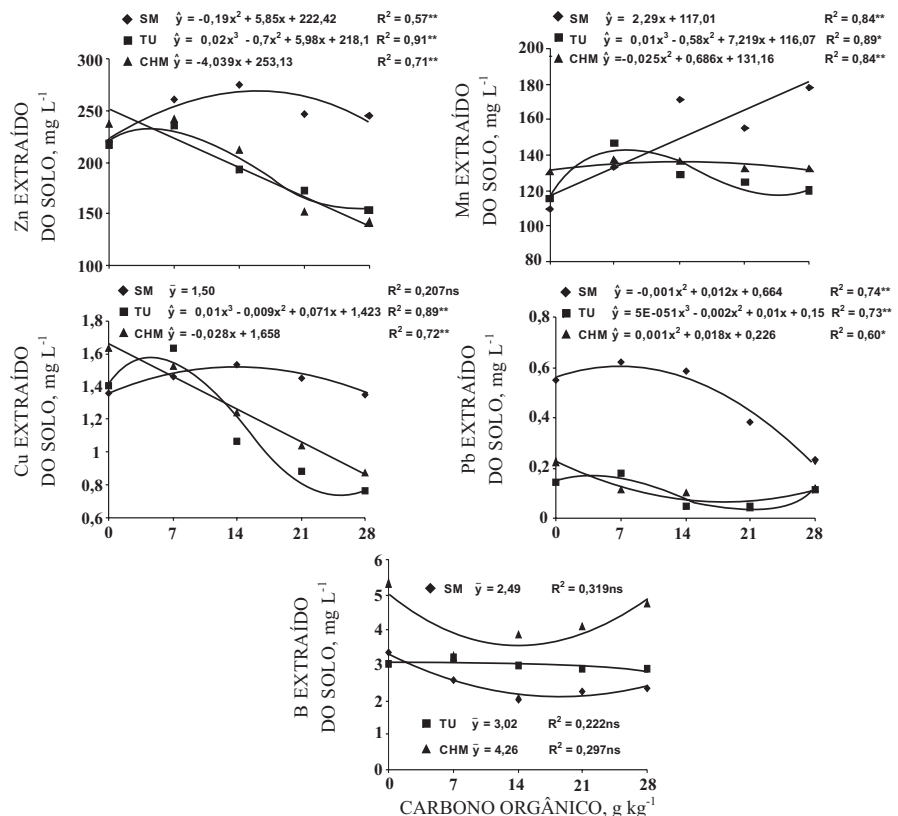 SM ŷ = -0,19x² + 5,85x + 222,42 R² = 0,57**
TU ŷ = 0,02x³ - 0,7x² + 5,98x + 218,1 R² = 0,91**
CHM ŷ = -4,039x + 253,13 R² = 0,71**
300
250
200
150
100
Zn EXTRAÍDO
DO SOLO, mg L⁻¹
SM ŷ = 2,29x + 117,01 R² = 0,84**
TU ŷ = 0,01x³ - 0,58x² + 7,219x + 116,07 R² = 0,89*
CHM ŷ =-0,025x² + 0,686x + 131,16 R² = 0,84**
200
180
160
140
120
100
80
Mn EXTRAÍDO
DO SOLO, mg L⁻¹
SM ȳ = 1,50 R² = 0,207ns
TU ŷ = 0,01x³ - 0,009x² + 0,071x + 1,423 R² = 0,89**
CHM ŷ =-0,028x + 1,658 R² = 0,72**
1,8
1,6
1,4
1,2
1
0,8
0,6
0 7 14 21 28
Cu EXTRAÍDO
DO SOLO, mg L⁻¹
SM ŷ = -0,001x² + 0,012x + 0,664 R² = 0,74**
TU ŷ = 5E-051x³ - 0,002x² + 0,01x + 0,15 R² = 0,73**
CHM ŷ = 0,001x² + 0,018x + 0,226 R² = 0,60*
0,8
0,6
0,4
0,2
0
0 7 14 21 28
Pb EXTRAÍDO
DO SOLO, mg L⁻¹
SM ȳ = 2,49 R² = 0,319ns
6
5
4
3
2
1
0
B EXTRAÍDO
DO SOLO, mg L⁻¹
TU ȳ = 3,02 R² = 0,222ns
CHM ȳ = 4,26 R² = 0,297ns
0 7 14 21 28
CARBONO ORGÂNICO, g kg⁻¹